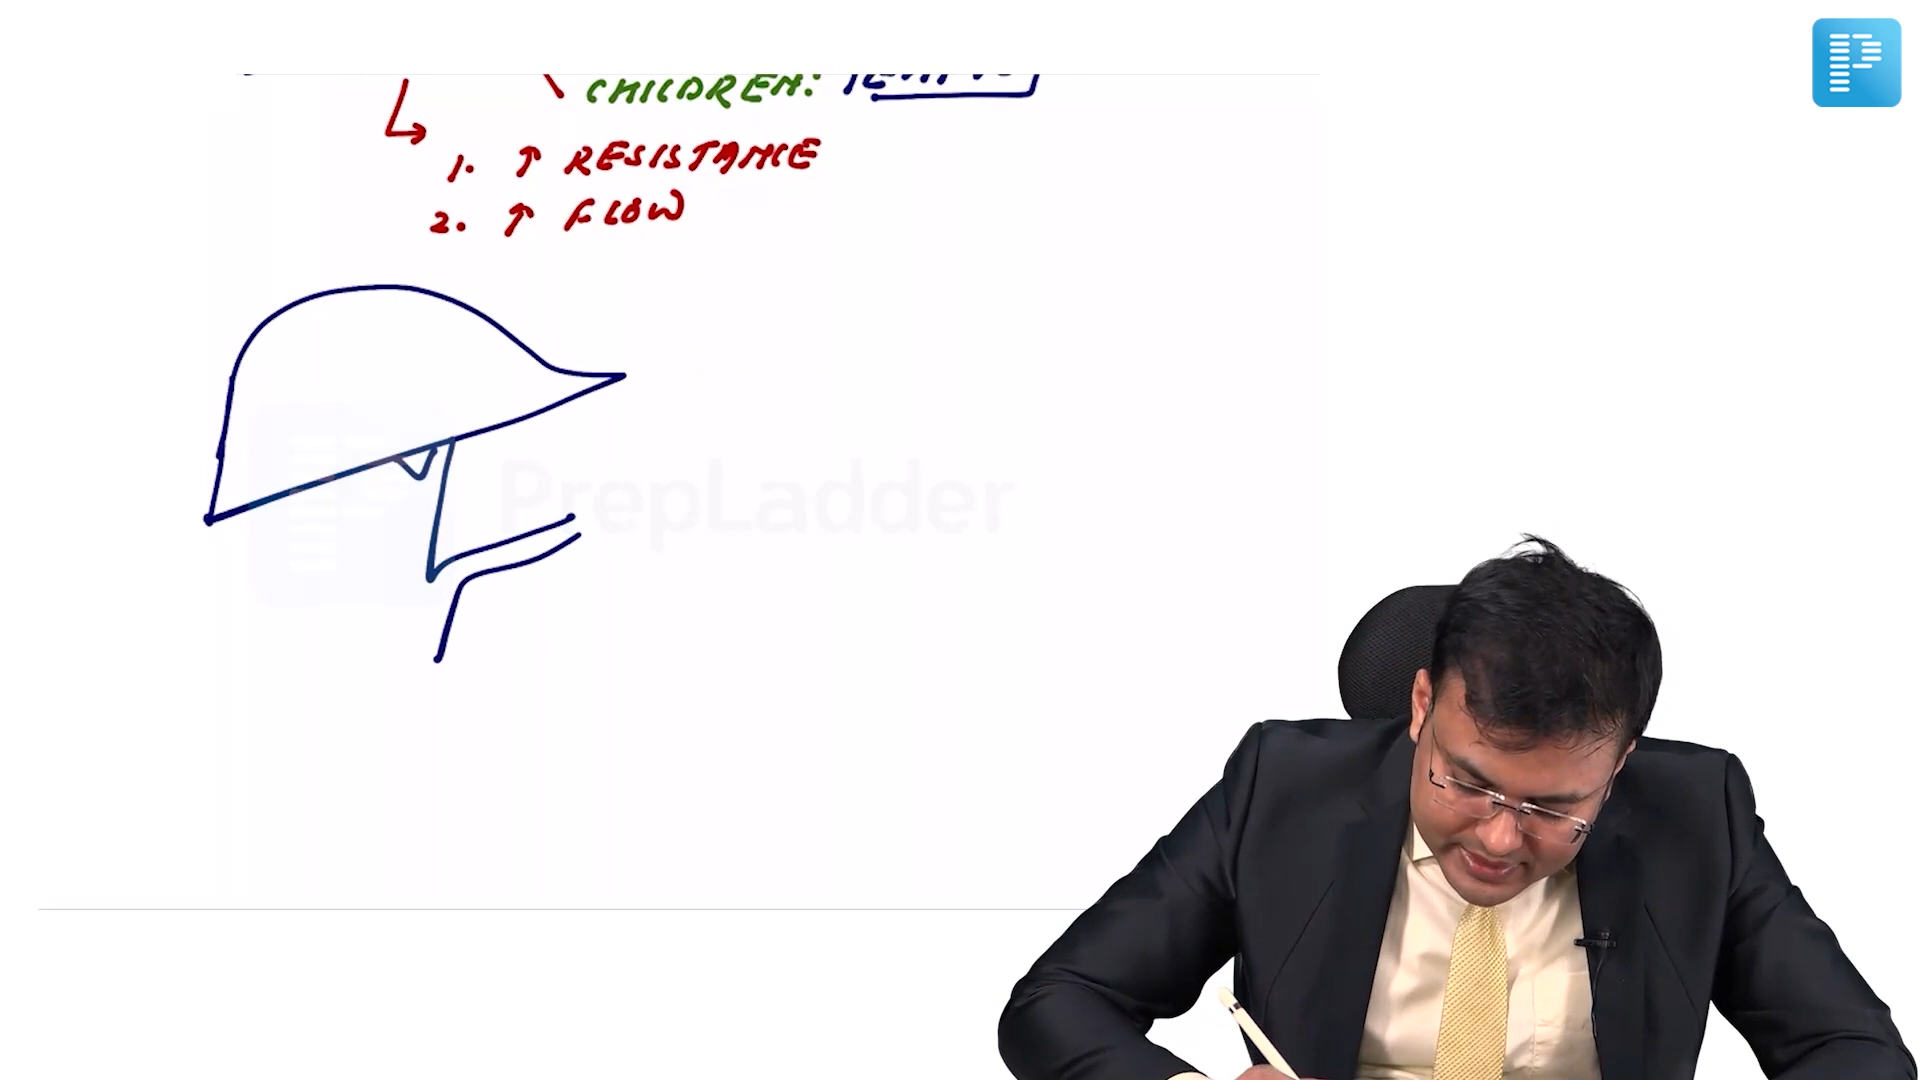 CHILDREN:
1. ↑ RESISTANCE
2. ↑ FLOW
PrepLadder